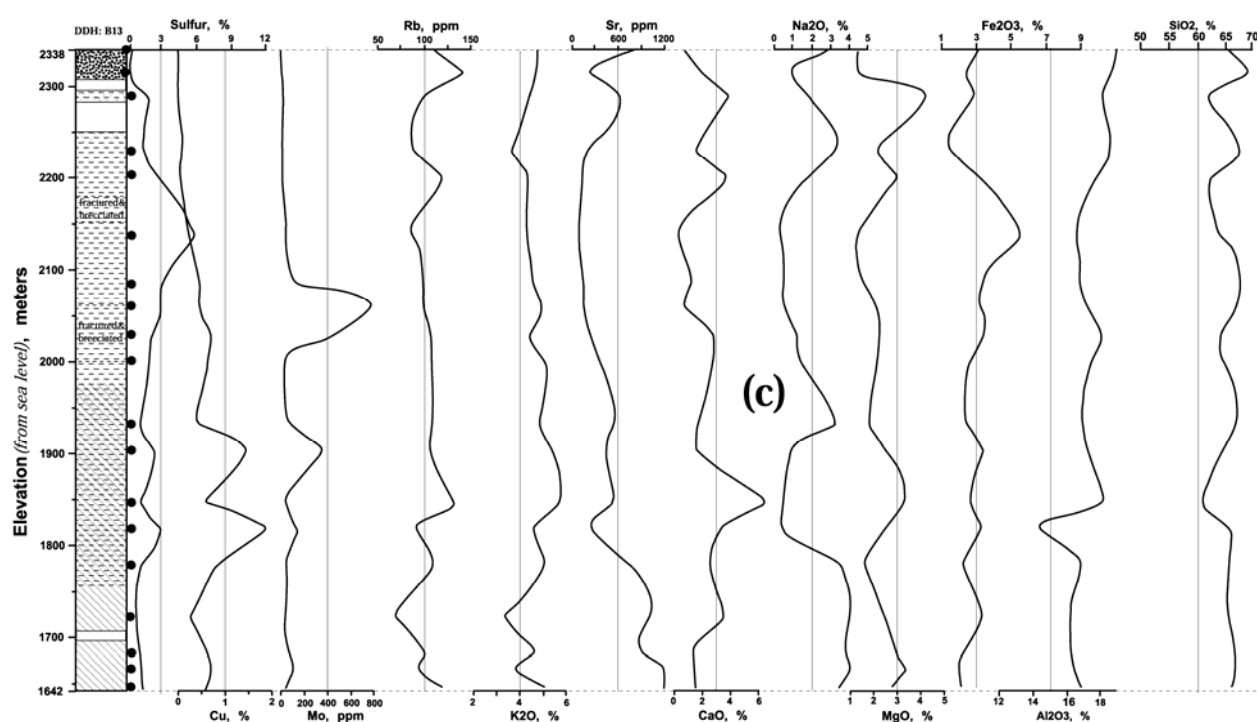 DDH: B13
Sulfur, %
Rb, ppm
Sr, ppm
Na2O, %
Fe2O3, %
SiO2, %
0 3 6 9 12
50 100 150
0 600 1200
0 1 2 3 4 5
1 3 5 7 9
50 55 60 65 70
Elevation (from sea level), meters
2338
2300
2200
fractured&
brecciated
2100
fractured&
brecciated
2000
(c)
1900
1800
1700
1642
0 1 2
0 200 400 600 800
2 4 6
0 2 4 6
1 3 5
12 15 16 18
Cu, %
Mo, ppm
K2O, %
CaO, %
MgO, %
Al2O3, %